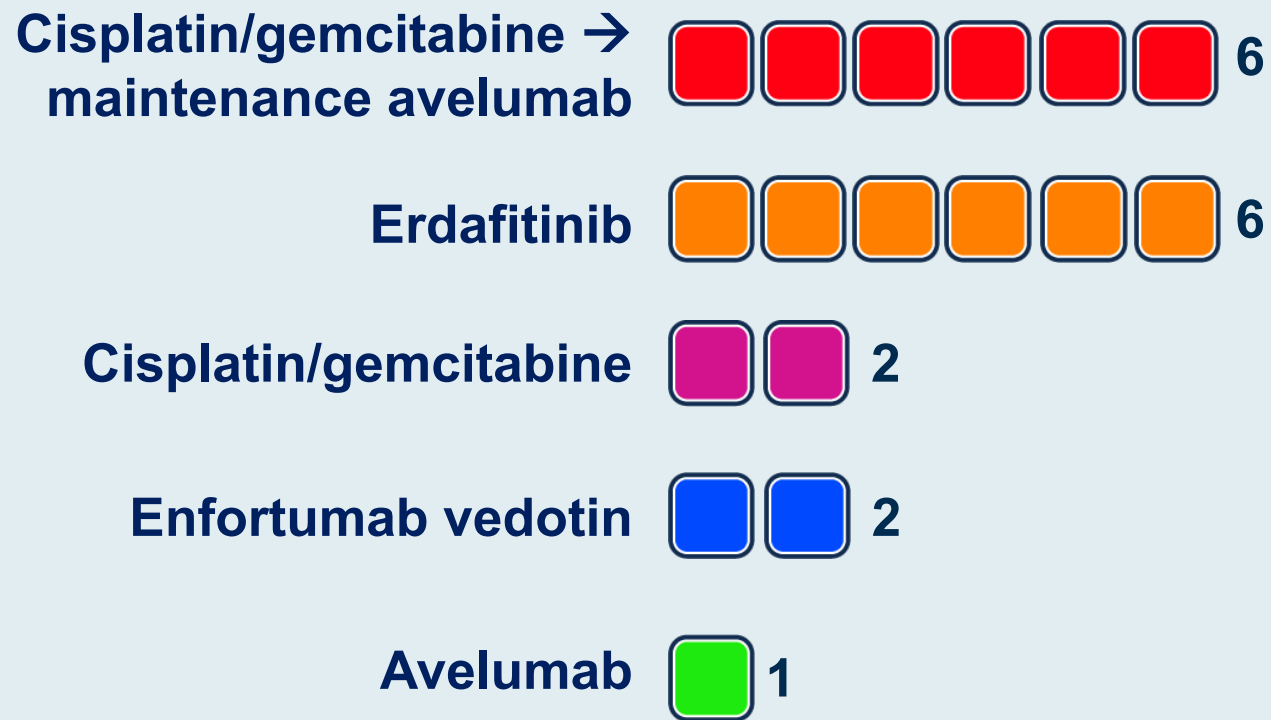 Cisplatin/gemcitabine →
maintenance avelumab
6
Erdafitinib
6
Cisplatin/gemcitabine
2
Enfortumab vedotin
2
Avelumab
1